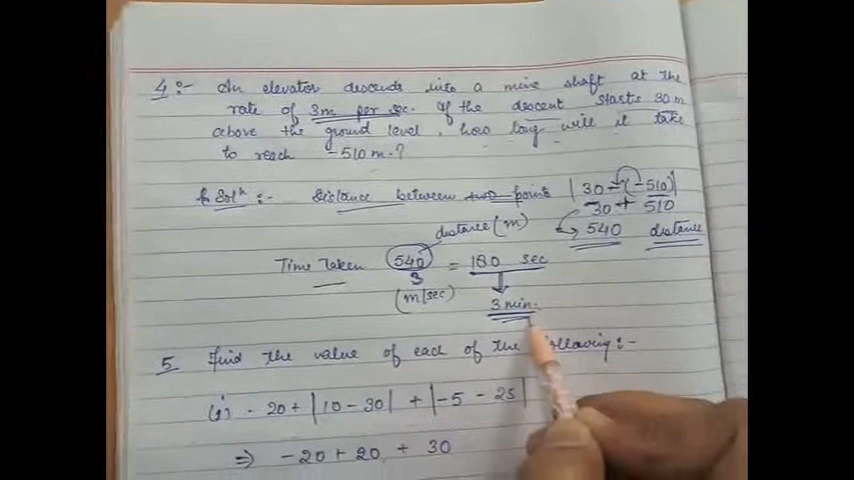 4:- An elevator descends into a mine shaft at the
rate of 3m per sec. If the descent starts 30m
above the ground level, how long will it take
to reach -510m.?
Solⁿ :- Distance between two points |30-(-510)|
30 + 510
540 distance
distance (m)
Time Taken 540/3 = 180 sec
(m/sec)
3 min.
5 Find the value of each of the following:-
(i) -20+|10-30| + |-5-25|
⇒ -20+20 + 30